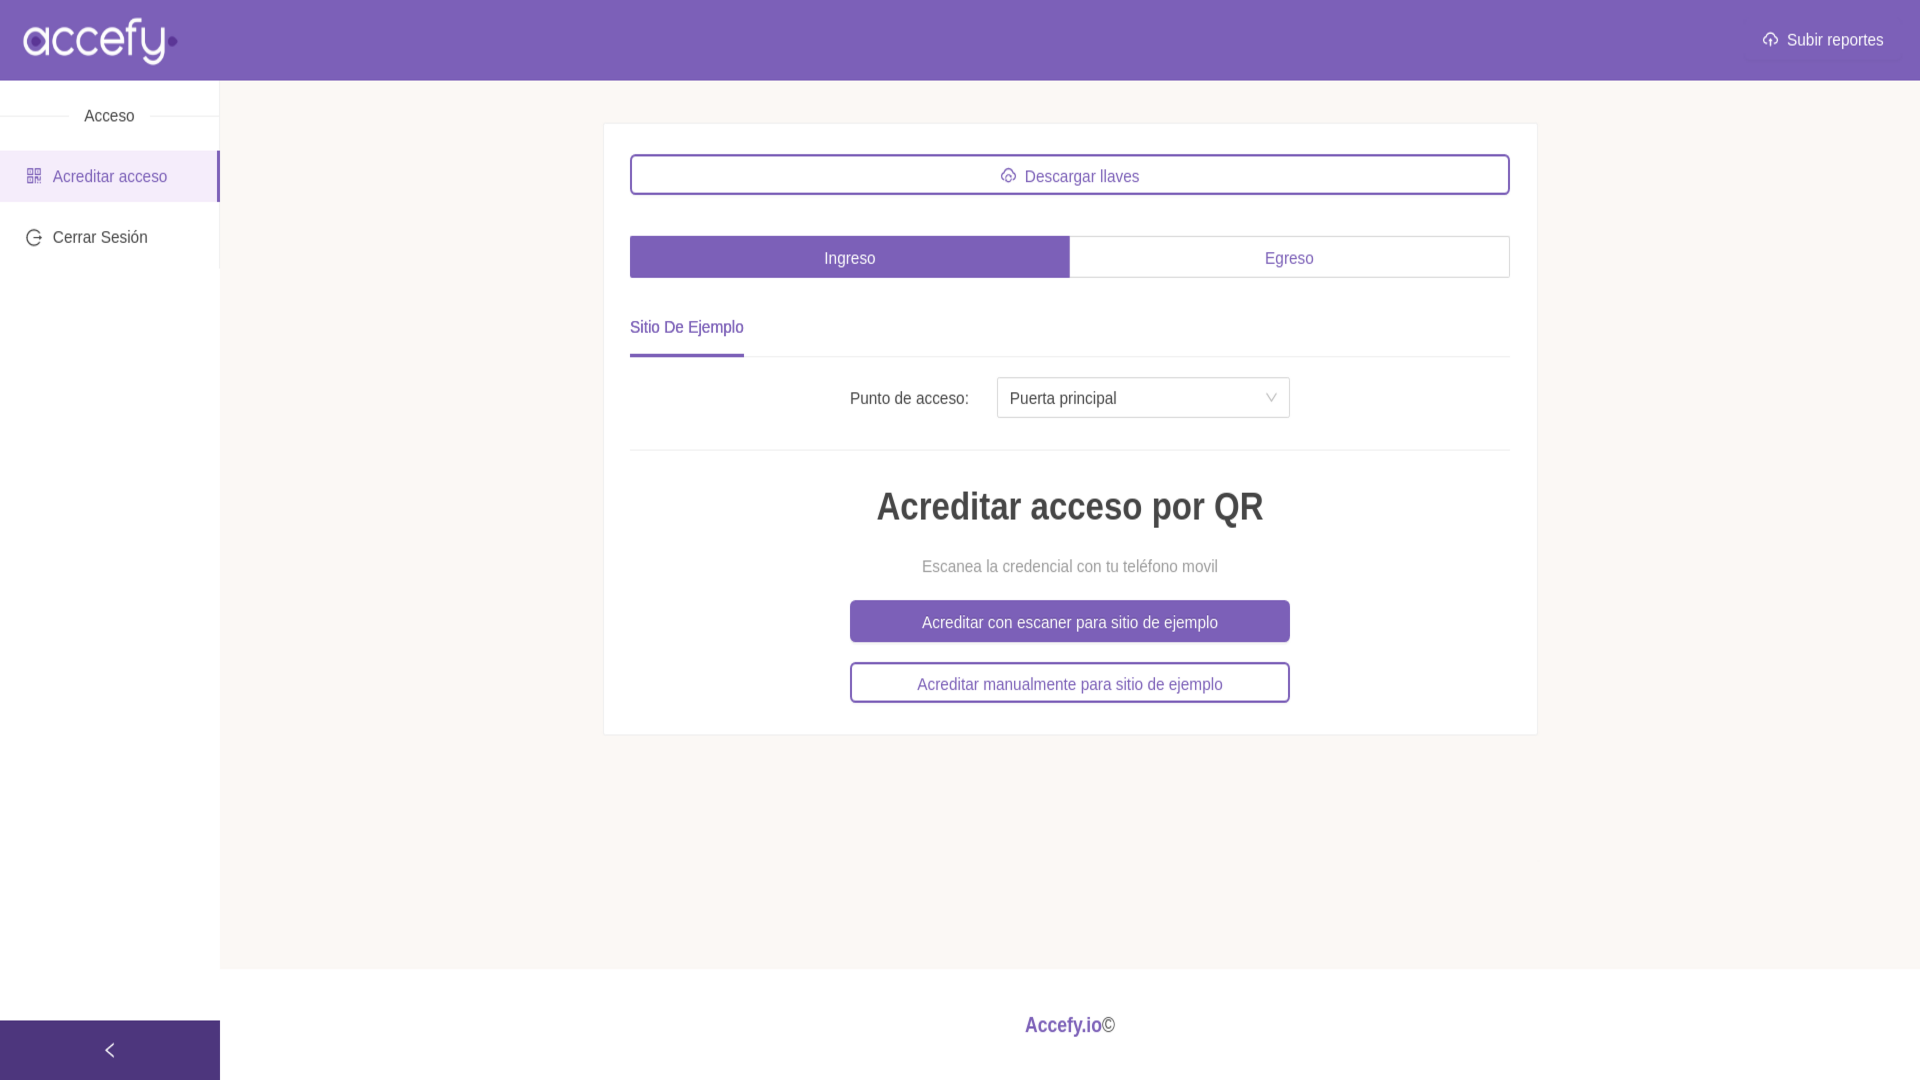 accefy
Subir reportes
Acceso
Acreditar acceso
Cerrar Sesión
Descargar llaves
Ingreso
Egreso
Sitio De Ejemplo
Punto de acceso:
Puerta principal
Acreditar acceso por QR
Escanea la credencial con tu teléfono movil
Acreditar con escaner para sitio de ejemplo
Acreditar manualmente para sitio de ejemplo
Accefy.io©